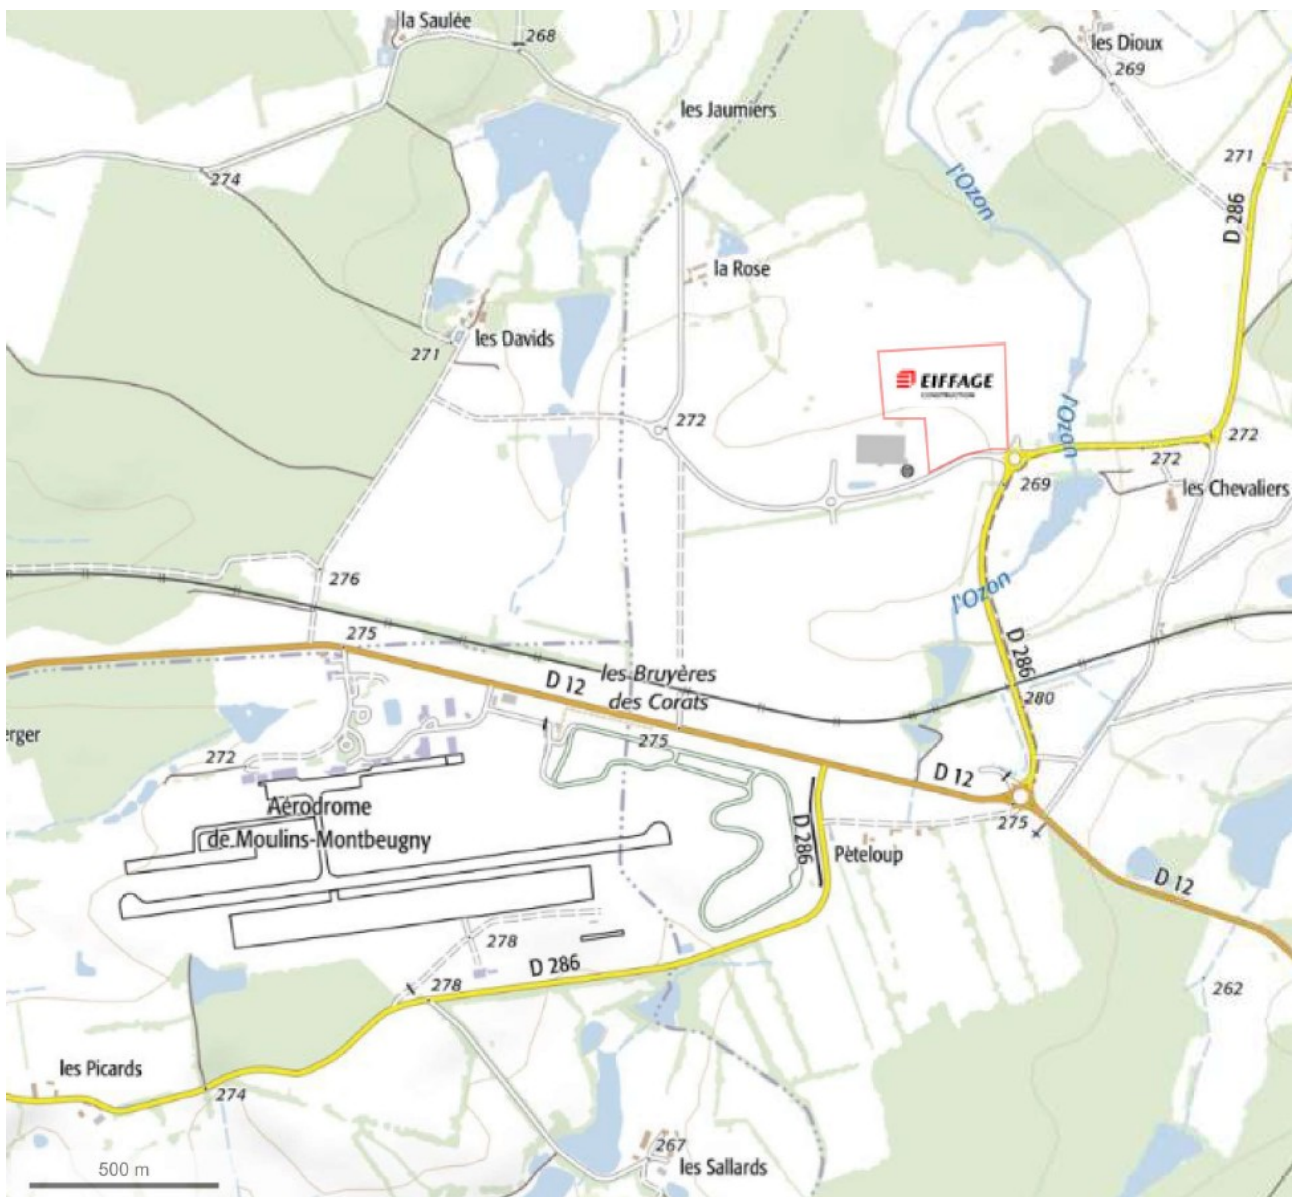 la Saulée
268
les Dioux
269
les Jaumiers
271
274
l'Ozon
D 286
la Rose
les Davids
271
EIFFAGE
CONSTRUCTION
l'Ozon
272
272
272
269
les Chevaliers
276
l'Ozon
275
D 286
les Bruyères
D 12
des Corats
280
erger
272
275
D 12
Aérodrome
de Moulins-Montbeugny
275
D 286
Pèteloup
D 12
278
D 286
278
262
les Picards
274
267
les Sallards
500 m